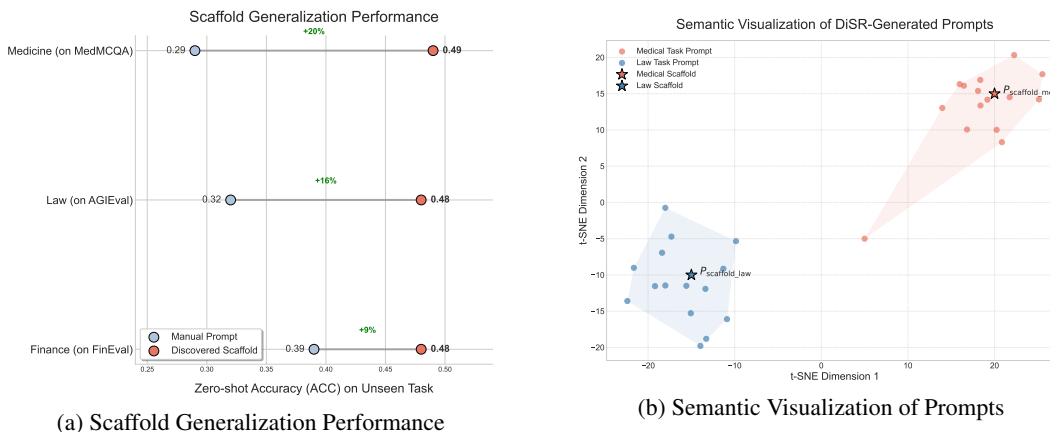 Scaffold Generalization Performance
+20%
Medicine (on MedMCQA)
0.29
0.49
+16%
Law (on AGIEval)
0.32
0.48
+9%
Finance (on FinEval)
0.39
0.48
Manual Prompt
Discovered Scaffold
0.25 0.30 0.35 0.40 0.45 0.50
Zero-shot Accuracy (ACC) on Unseen Task
(a) Scaffold Generalization Performance
Semantic Visualization of DiSR-Generated Prompts
Medical Task Prompt
Law Task Prompt
Medical Scaffold
Law Scaffold
t-SNE Dimension 2
20
15
10
5
0
−5
−10
−15
−20
Pscaffold_me
Pscaffold_law
−20 −10 0 10 20
t-SNE Dimension 1
(b) Semantic Visualization of Prompts